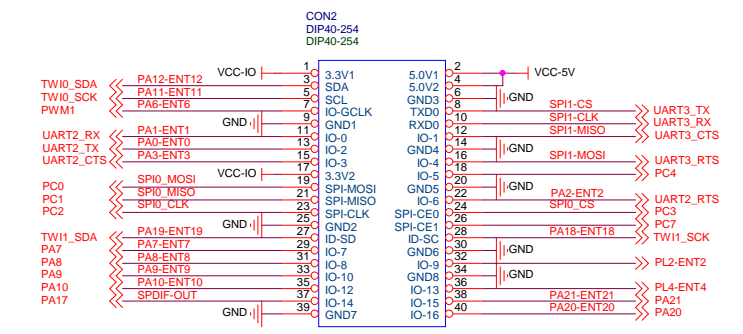 CON2
DIP40-254
DIP40-254
VCC-IO 1 3.3V1 5.0V1 2 VCC-5V
TWI0_SDA PA12-ENT12 3 SDA 5.0V2 4
TWI0_SCK PA11-ENT11 5 SCL GND3 6 GND
PWM1 PA6-ENT6 7 IO-GCLK TXD0 8 SPI1-CS UART3_TX
GND 9 GND1 RXD0 10 SPI1-CLK UART3_RX
UART2_RX PA1-ENT1 11 IO-0 IO-1 12 SPI1-MISO UART3_CTS
UART2_TX PA0-ENT0 13 IO-2 GND4 14 GND
UART2_CTS PA3-ENT3 15 IO-3 IO-4 16 SPI1-MOSI UART3_RTS
VCC-IO 17 3.3V2 IO-5 18 PC4
PC0 SPI0_MOSI 19 SPI-MOSI GND5 20 GND
PC1 SPI0_MISO 21 SPI-MISO IO-6 22 PA2-ENT2 UART2_RTS
PC2 SPI0_CLK 23 SPI-CLK SPI-CE0 24 SPI0_CS PC3
GND 25 GND2 SPI-CE1 26 PC7
TWI1_SDA PA19-ENT19 27 ID-SD ID-SC 28 PA18-ENT18 TWI1_SCK
PA7 PA7-ENT7 29 IO-7 GND6 30 GND
PA8 PA8-ENT8 31 IO-8 IO-9 32 PL2-ENT2
PA9 PA9-ENT9 33 IO-10 GND8 34 GND
PA10 PA10-ENT10 35 IO-12 IO-13 36 PL4-ENT4
PA17 SPDIF-OUT 37 IO-14 IO-15 38 PA21-ENT21 PA21
GND 39 GND7 IO-16 40 PA20-ENT20 PA20